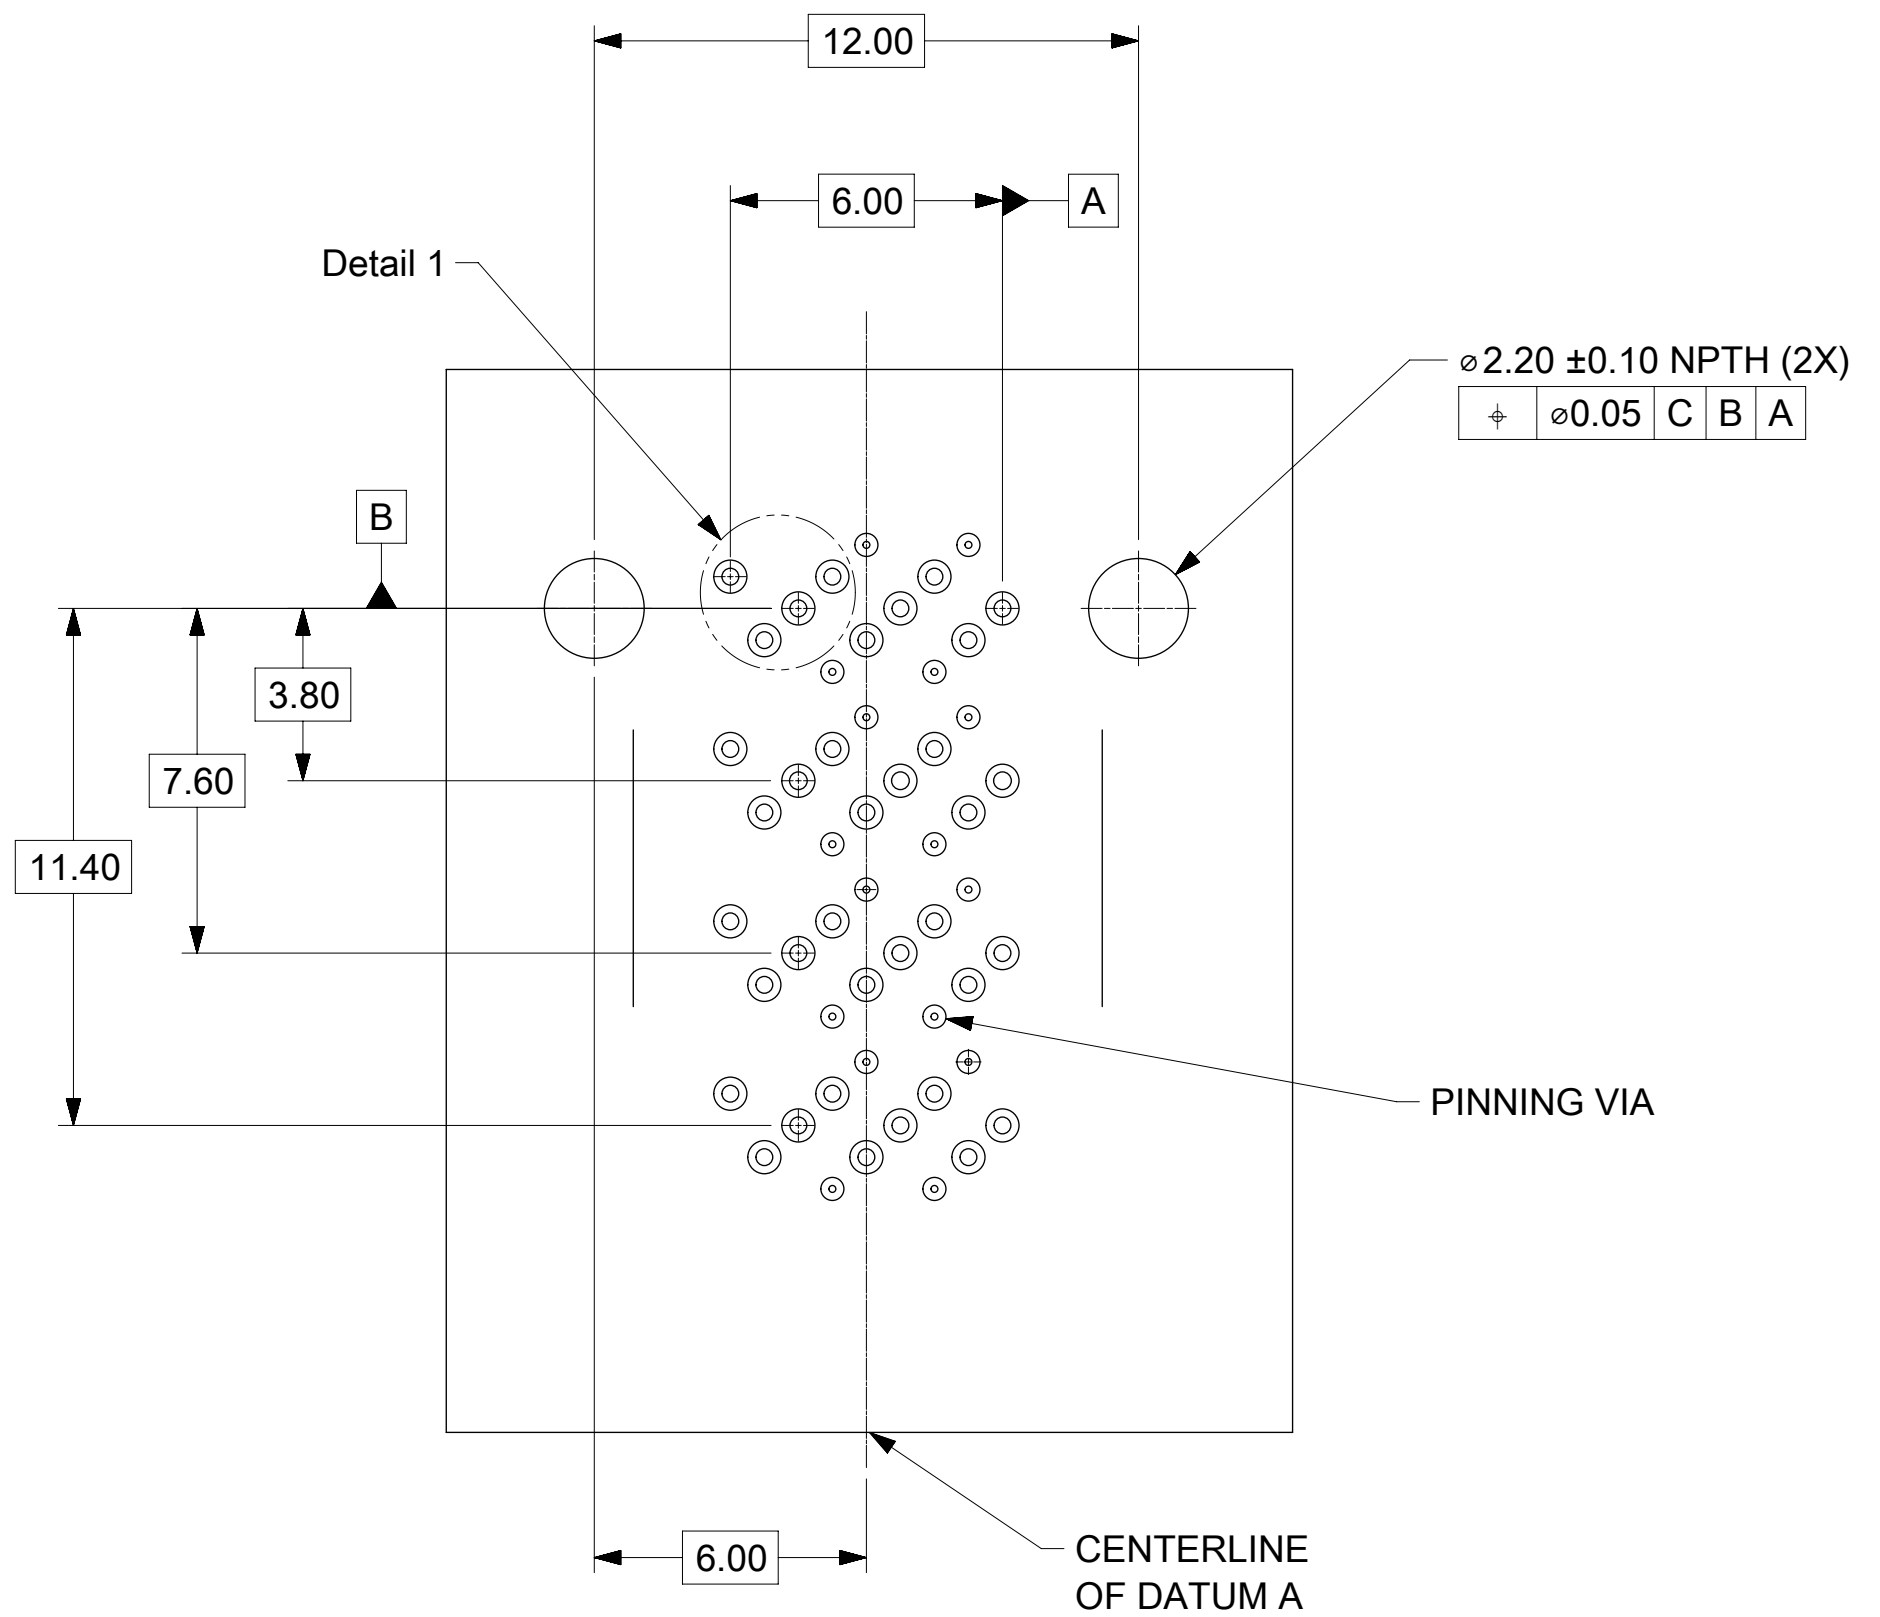 12.00
6.00
A
Detail 1
⌀2.20 ±0.10 NPTH (2X)
⌖ ⌀0.05 C B A
B
3.80
7.60
11.40
PINNING VIA
6.00
CENTERLINE
OF DATUM A